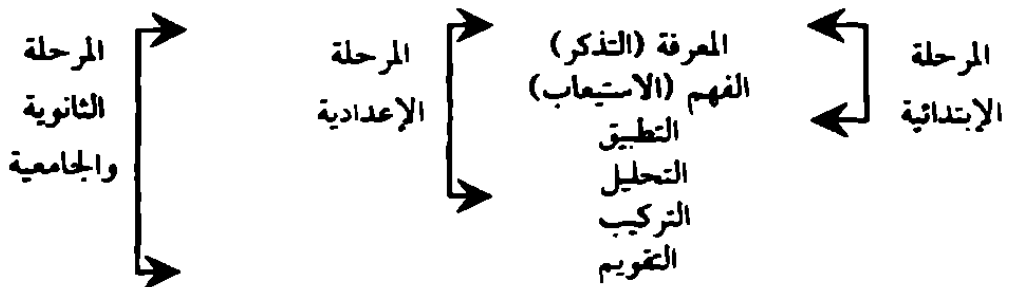 المرحلة
الإبتدائية
المعرفة (التذكر)
الفهم (الاستيعاب)
التطبيق
التحليل
التركيب
التقويم
المرحلة
الإعدادية
المرحلة
الثانوية
والجامعية